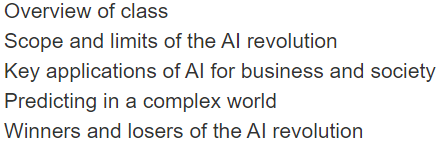 Overview of class
Scope and limits of the AI revolution
Key applications of AI for business and society
Predicting in a complex world
Winners and losers of the AI revolution